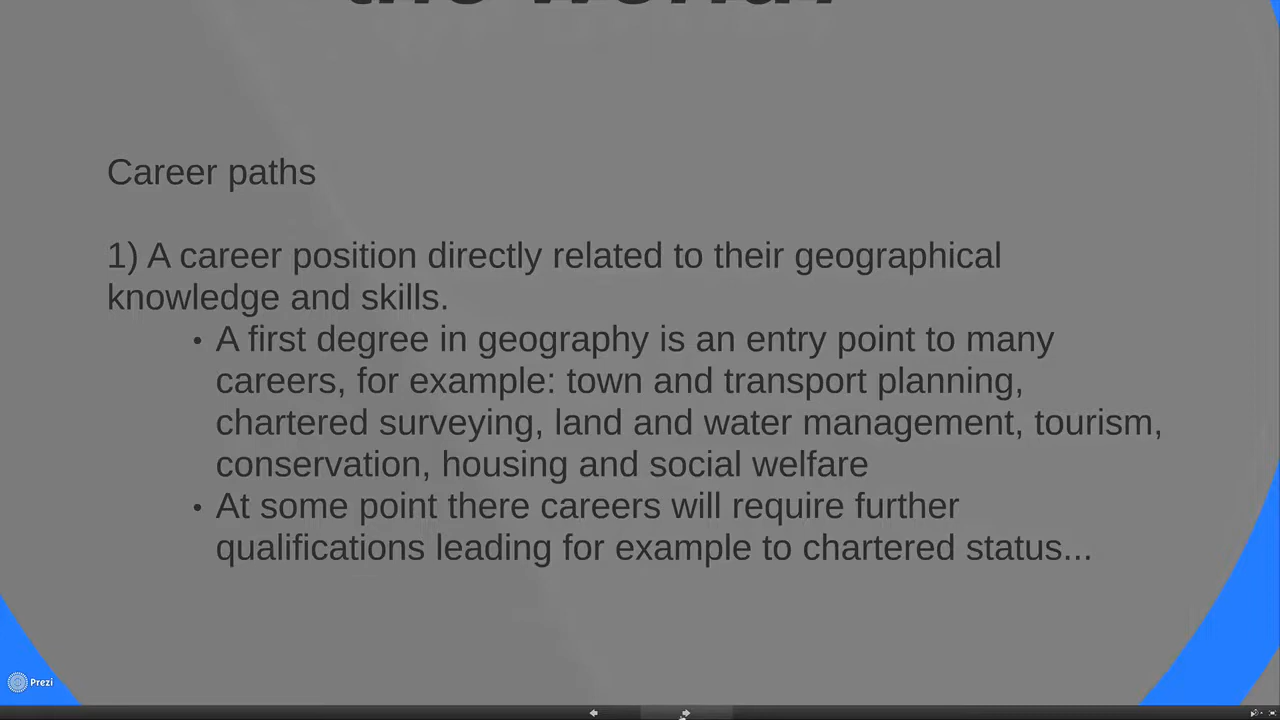 the world?
Career paths
1) A career position directly related to their geographical
knowledge and skills.
• A first degree in geography is an entry point to many
careers, for example: town and transport planning,
chartered surveying, land and water management, tourism,
conservation, housing and social welfare
• At some point there careers will require further
qualifications leading for example to chartered status...
Prezi